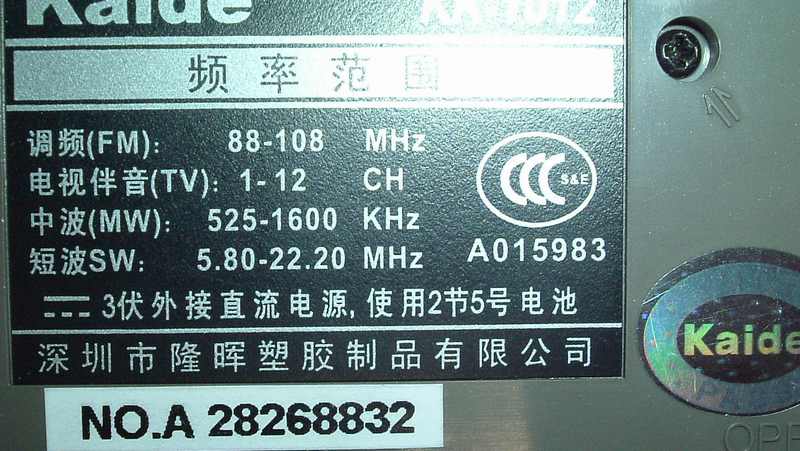 Kaide KK-1012
频率范围
调频(FM): 88-108 MHz
电视伴音(TV): 1-12 CH
中波(MW): 525-1600 KHz
短波SW: 5.80-22.20 MHz
CCC S&E
A015983
3伏外接直流电源,使用2节5号电池
深圳市隆晖塑胶制品有限公司
Kaide
NO.A 28268832